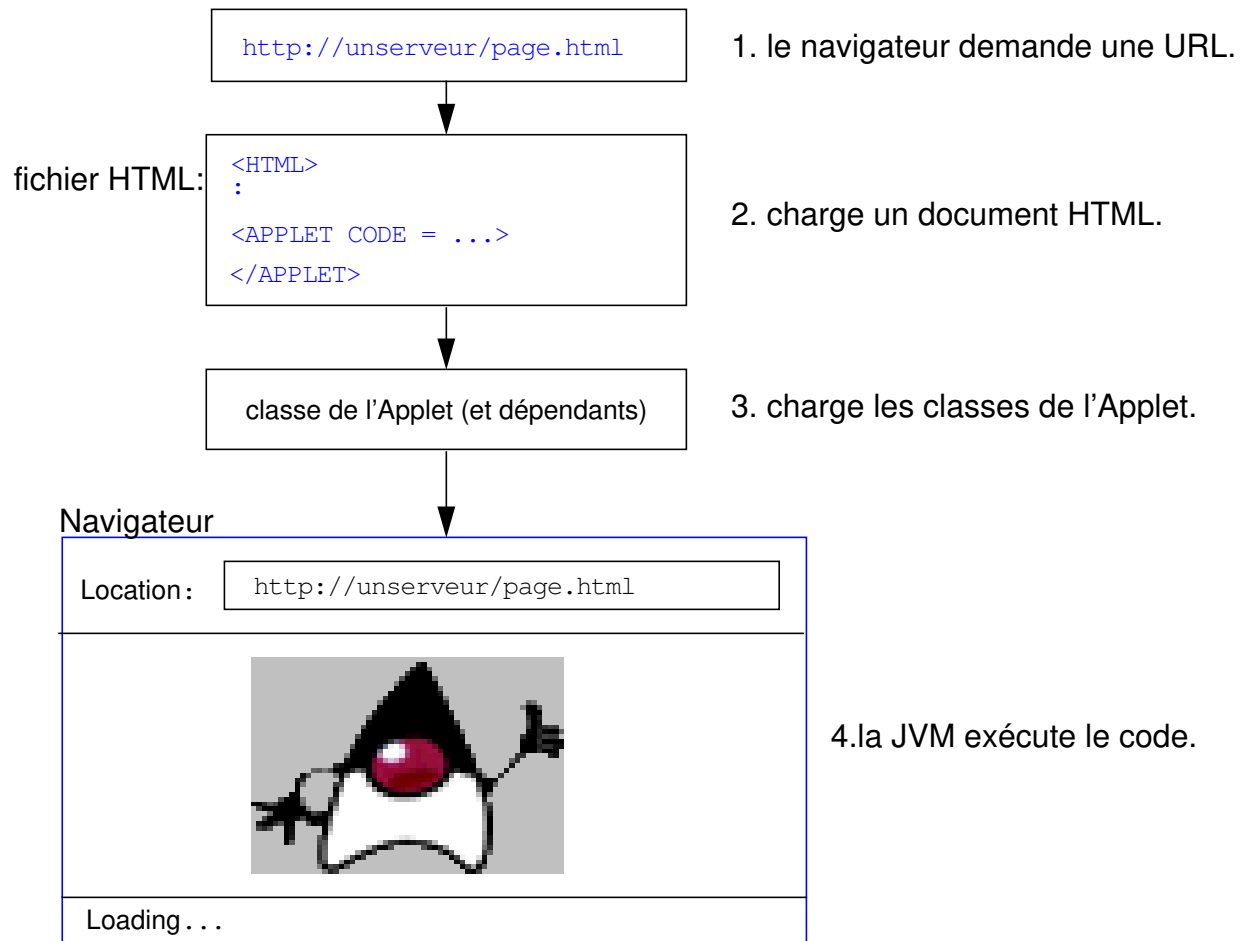 http://unserveur/page.html
1. le navigateur demande une URL.
fichier HTML:
<HTML>
:
<APPLET CODE = ...>
</APPLET>
2. charge un document HTML.
classe de l’Applet (et dépendants)
3. charge les classes de l’Applet.
Navigateur
Location:
http://unserveur/page.html
4.la JVM exécute le code.
Loading...